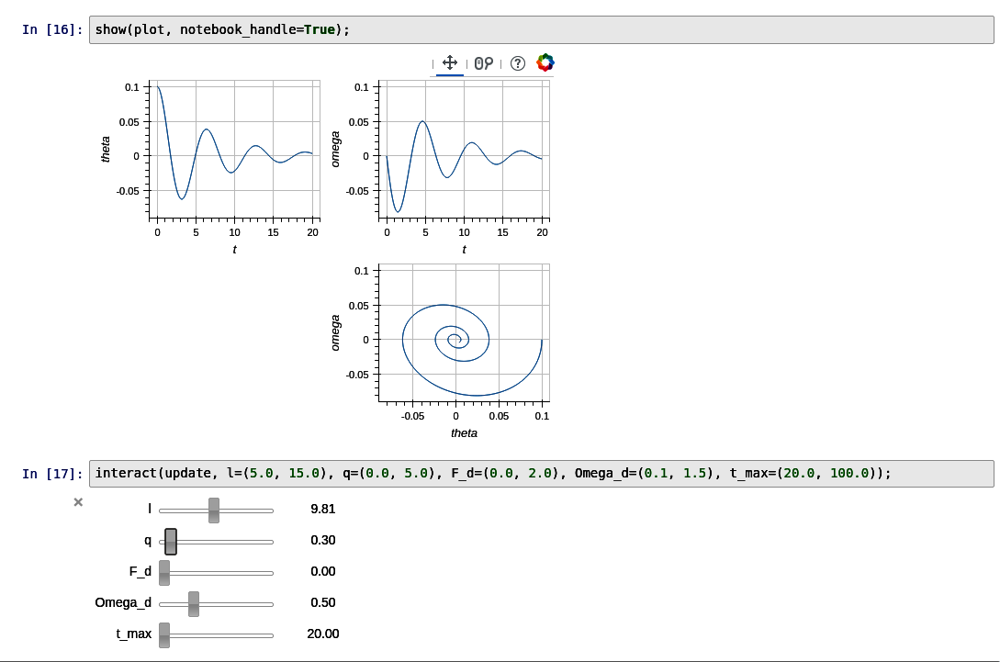 In [16]: show(plot, notebook_handle=True);
0.1
0.05
0
-0.05
theta
0 5 10 15 20
t
0.1
0.05
0
-0.05
omega
0 5 10 15 20
t
0.1
0.05
0
-0.05
omega
-0.05 0 0.05 0.1
theta
In [17]: interact(update, l=(5.0, 15.0), q=(0.0, 5.0), F_d=(0.0, 2.0), Omega_d=(0.1, 1.5), t_max=(20.0, 100.0));
l 9.81
q 0.30
F_d 0.00
Omega_d 0.50
t_max 20.00